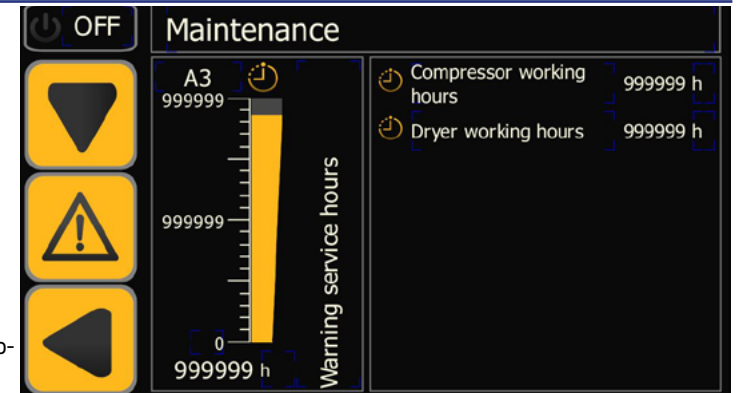 OFF
Maintenance
A3
999999
999999
0
999999 h
Warning service hours
Compressor working
hours
999999 h
Dryer working hours
999999 h
o-